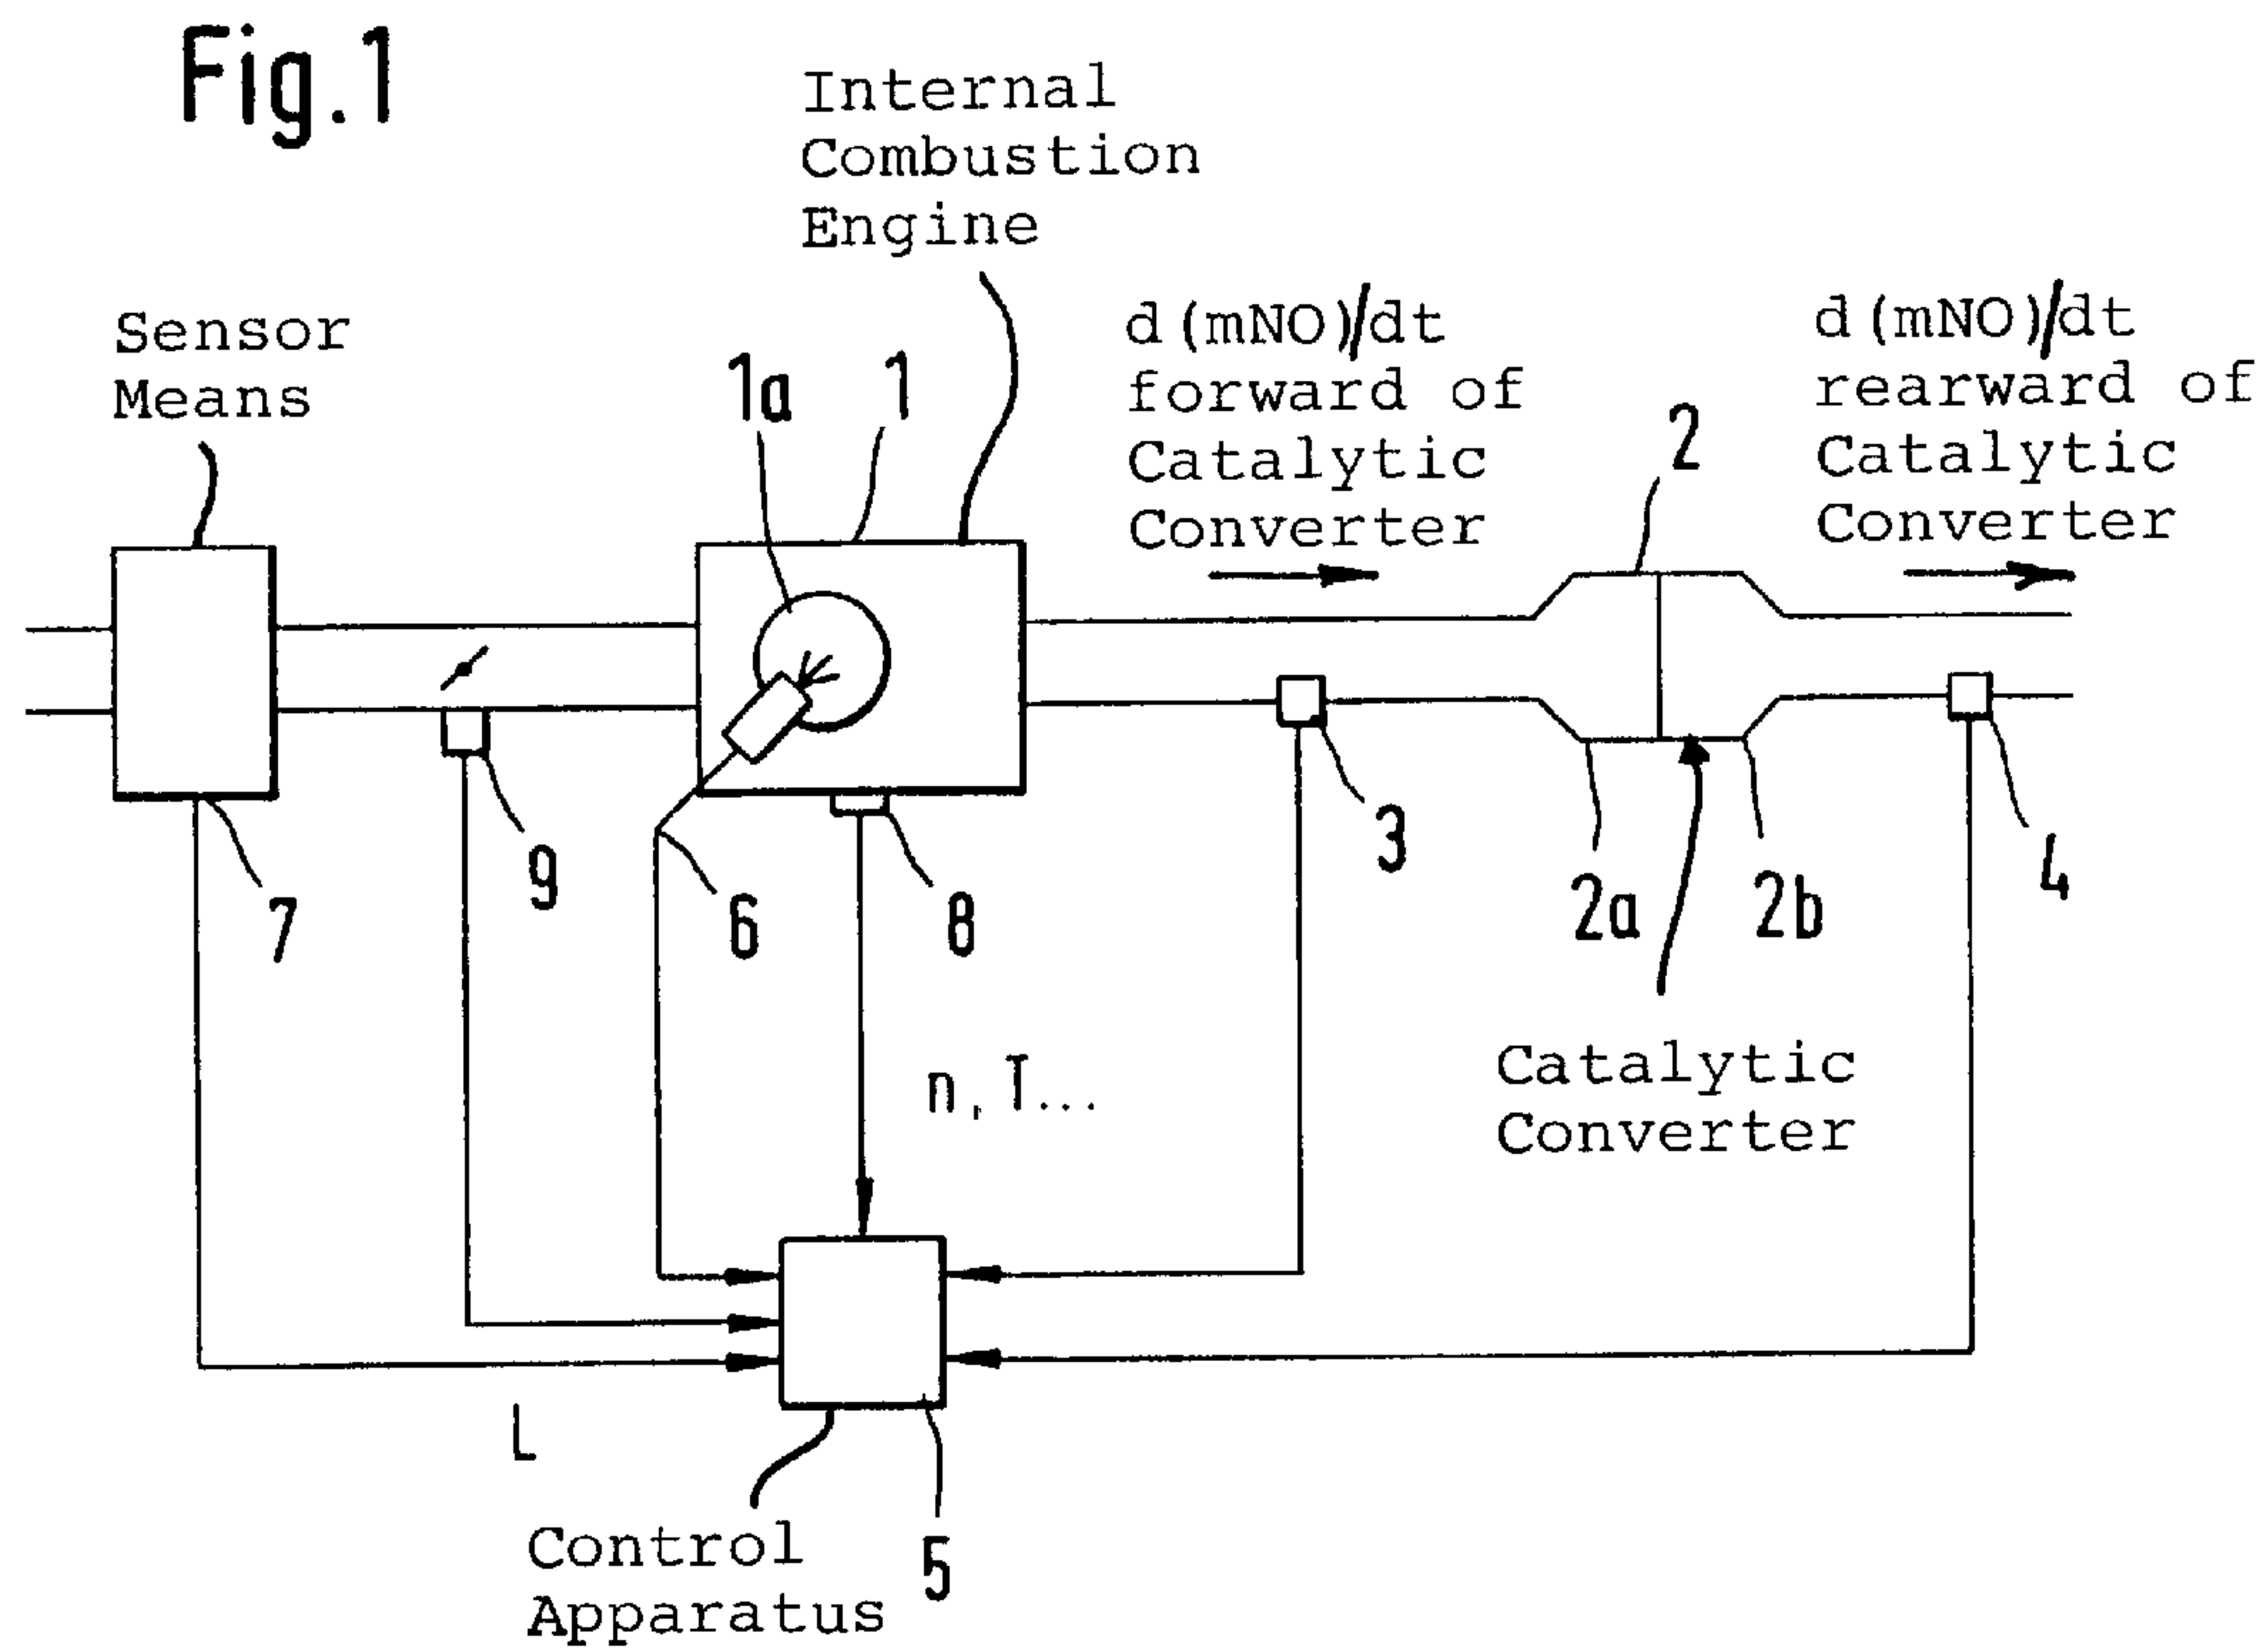 Fig.1
Internal
Combustion
Engine
Sensor
Means
1a
1
d(mNO)/dt
forward of
Catalytic
Converter
2
d(mNO)/dt
rearward of
Catalytic
Converter
7
9
6
8
3
2a
2b
4
n,T...
Catalytic
Converter
L
Control
Apparatus
5